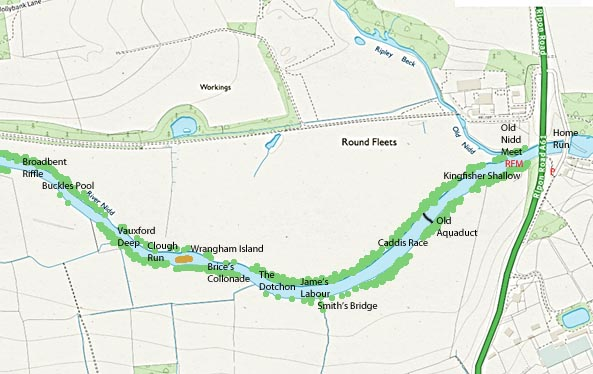 Hollybank Lane
Ripon Road
Ripley Beck
Workings
Old Nidd
Round Fleets
Old
Nidd
Meet
RFM
Home
Run
P
Kingfisher Shallow
Ripon Road A61
Broadbent
Riffle
Buckles Pool
River Nidd
Vauxford
Deep
Clough
Run
Wrangham Island
Brice's
Collonade
The
Dotchon
Jame's
Labour
Smith's Bridge
Caddis Race
Old
Aquaduct